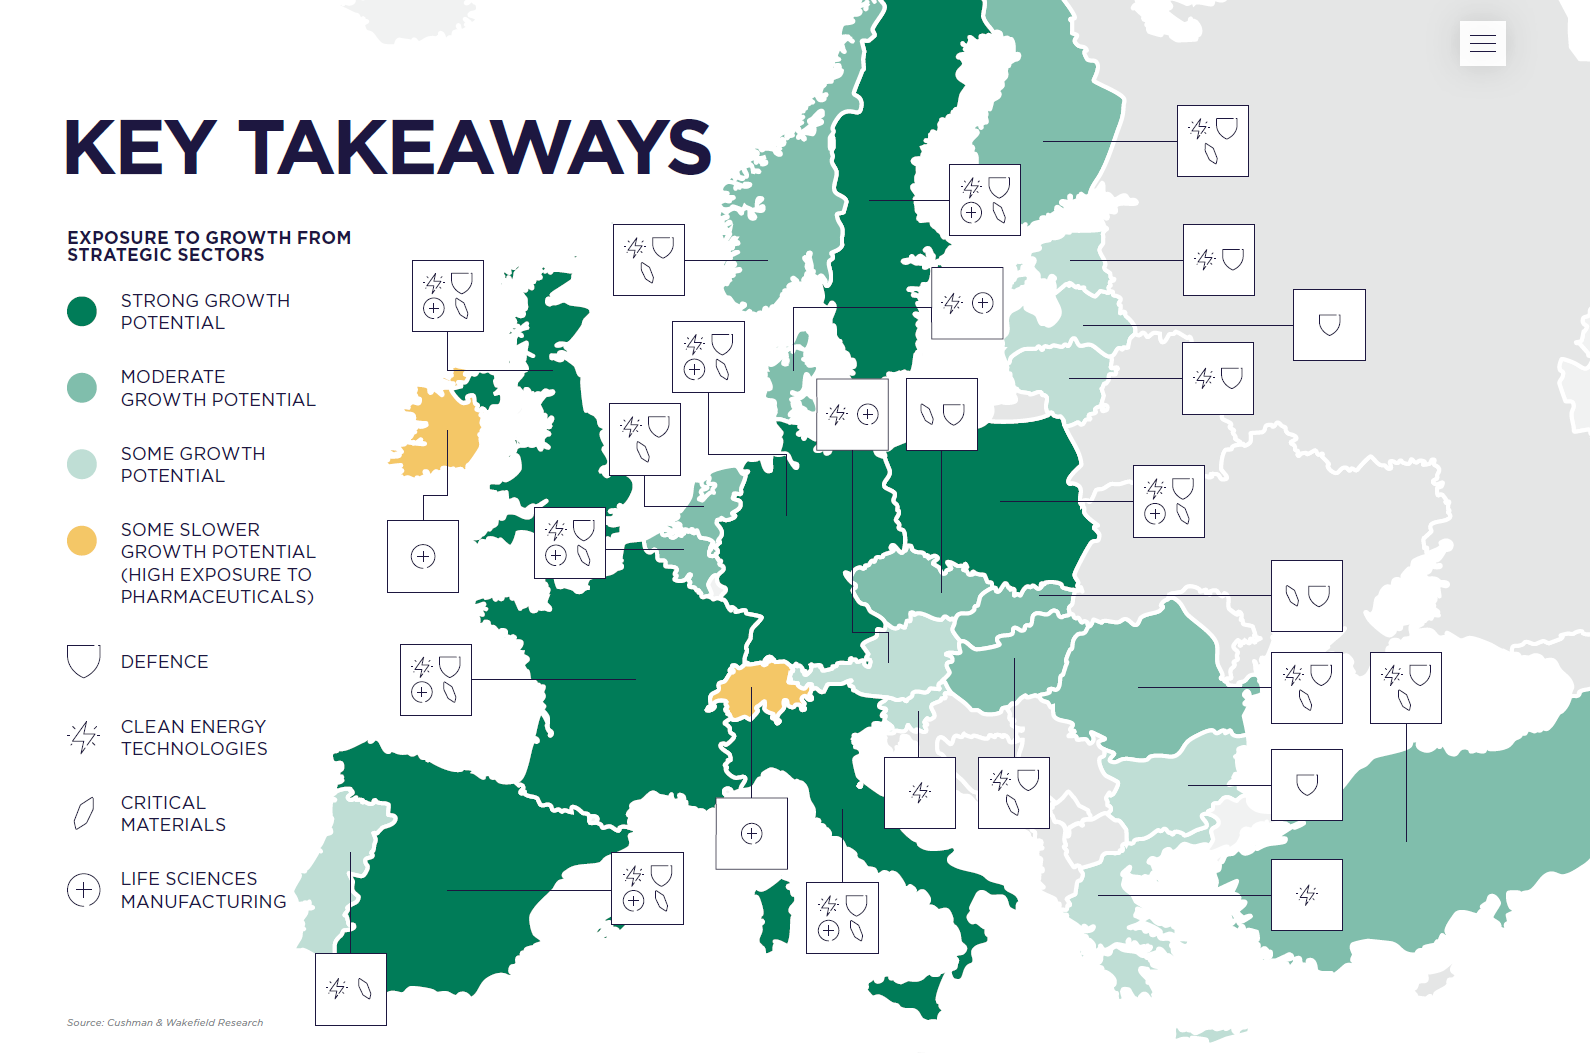 KEY TAKEAWAYS
EXPOSURE TO GROWTH FROM
STRATEGIC SECTORS
STRONG GROWTH
POTENTIAL
MODERATE
GROWTH POTENTIAL
SOME GROWTH
POTENTIAL
SOME SLOWER
GROWTH POTENTIAL
(HIGH EXPOSURE TO
PHARMACEUTICALS)
DEFENCE
CLEAN ENERGY
TECHNOLOGIES
CRITICAL
MATERIALS
LIFE SCIENCES
MANUFACTURING
Source: Cushman & Wakefield Research